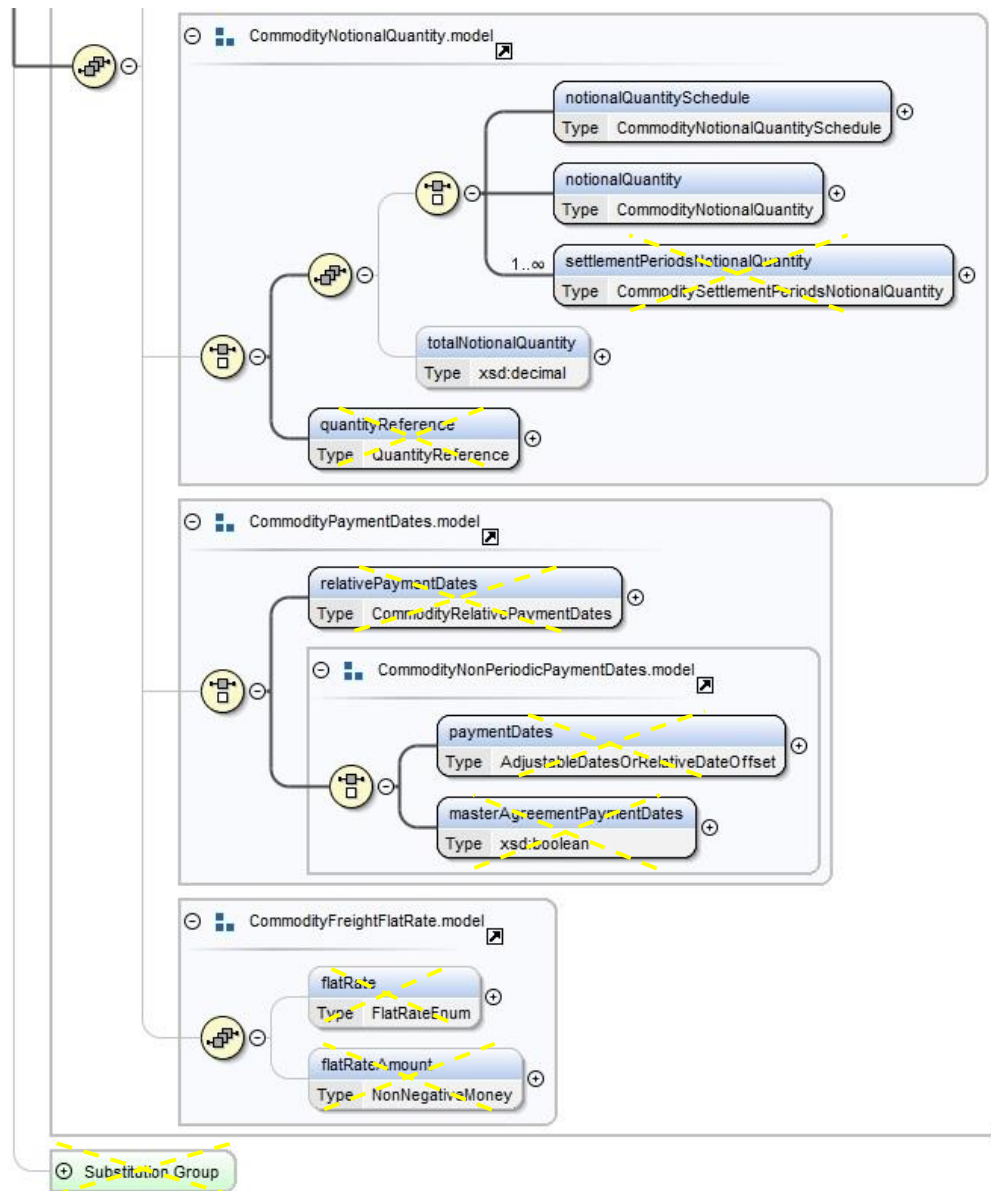 CommodityNotionalQuantity.model
notionalQuantitySchedule
Type CommodityNotionalQuantitySchedule
notionalQuantity
Type CommodityNotionalQuantity
1..∞
settlementPeriodsNotionalQuantity
Type CommoditySettlementPeriodsNotionalQuantity
totalNotionalQuantity
Type xsd:decimal
quantityReference
Type QuantityReference
CommodityPaymentDates.model
relativePaymentDates
Type CommodityRelativePaymentDates
CommodityNonPeriodicPaymentDates.model
paymentDates
Type AdjustableDatesOrRelativeDateOffset
masterAgreementPaymentDates
Type xsd:boolean
CommodityFreightFlatRate.model
flatRate
Type FlatRateEnum
flatRateAmount
Type NonNegativeMoney
Substitution Group